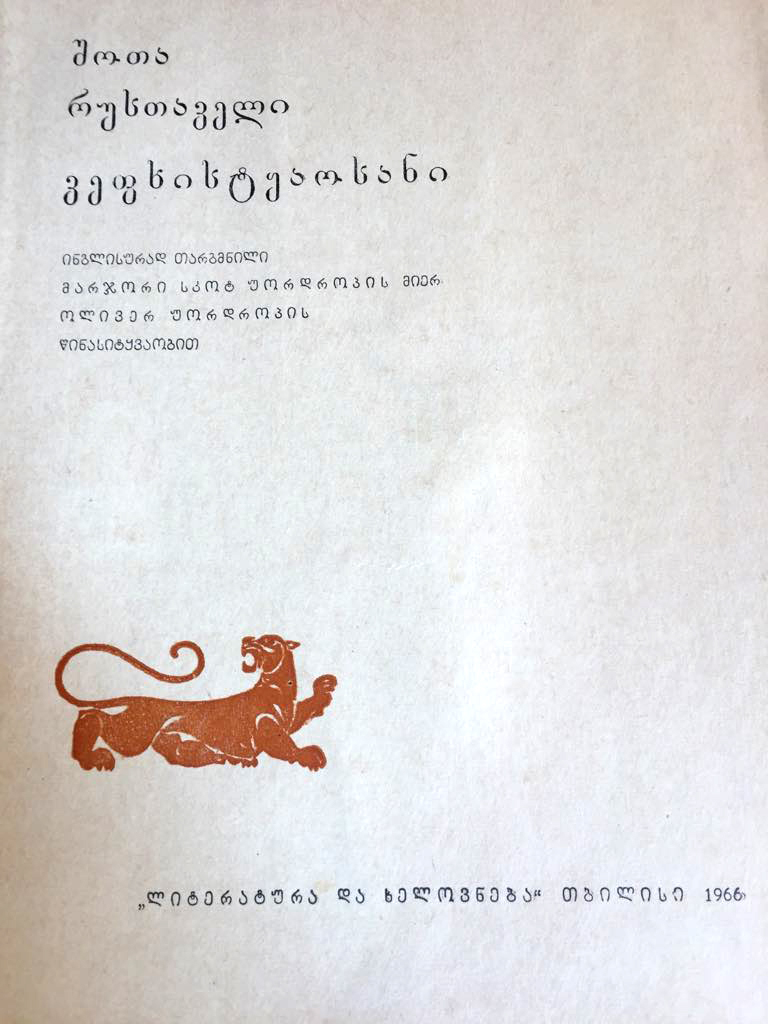 შოთა
რუსთაველი
ვეფხისტყაოსანი
ინგლისურად თარგმნილი
მარჯორი სკოტ უორდროპის მიერ
ოლივერ უორდროპის
წინასიტყვაობით
„ლიტერატურა და ხელოვნება“ თბილისი 1966